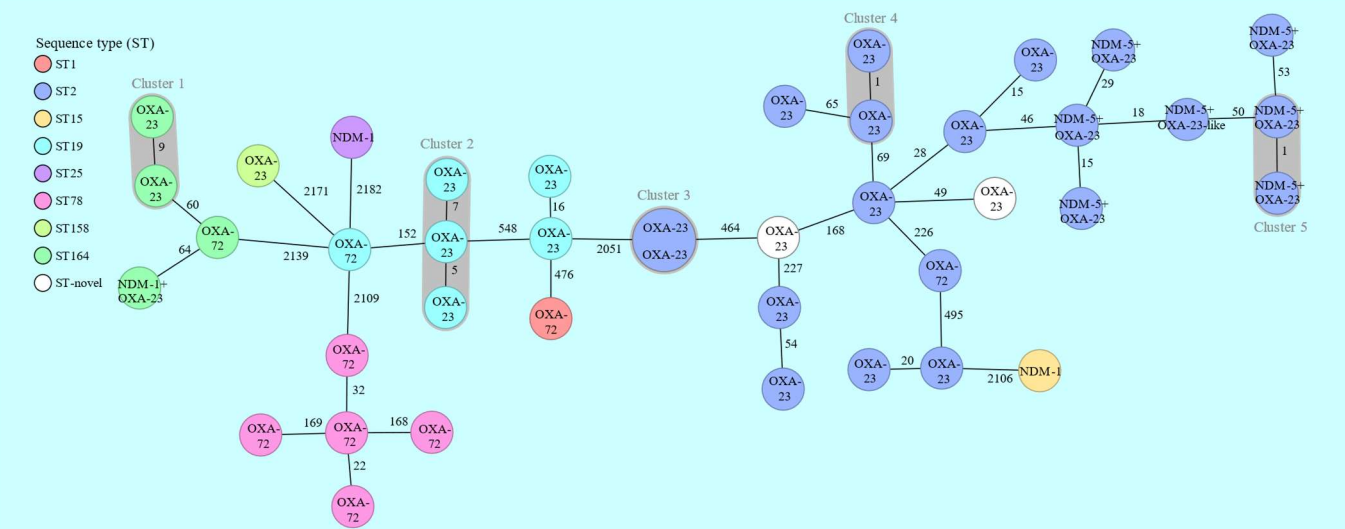 Sequence type (ST)
ST1
ST2
ST15
ST19
ST25
ST78
ST158
ST164
ST-novel
Cluster 1
OXA-
23
9
OXA-
23
60
OXA-
72
64
NDM-1+
OXA-23
2139
OXA-
23
2171
NDM-1
2182
OXA-
72
152
2109
OXA-
72
32
OXA-
72
169
OXA-
72
168
OXA-
72
22
OXA-
72
Cluster 2
OXA-
23
7
OXA-
23
5
OXA-
23
548
OXA-
23
16
OXA-
23
476
OXA-
72
2051
Cluster 3
OXA-23
OXA-23
464
OXA-
23
227
OXA-
23
54
OXA-
23
168
OXA-
23
Cluster 4
OXA-
23
1
OXA-
23
65
OXA-
23
69
28
OXA-
23
15
OXA-
23
49
OXA-
23
226
OXA-
72
495
OXA-
23
20
OXA-
23
2106
NDM-1
46
NDM-5+
OXA-23
29
NDM-5+
OXA-23
15
NDM-5+
OXA-23
18
NDM-5+
OXA-23-like
50
NDM-5+
OXA-23
53
NDM-5+
OXA-23
1
NDM-5+
OXA-23
Cluster 5